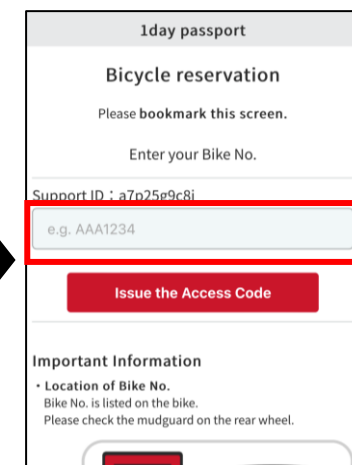 1day passport
Bicycle reservation
Please bookmark this screen.
Enter your Bike No.
Support ID：a7p25g9c8i
e.g. AAA1234
Issue the Access Code
Important Information
・Location of Bike No.
Bike No. is listed on the bike.
Please check the mudguard on the rear wheel.